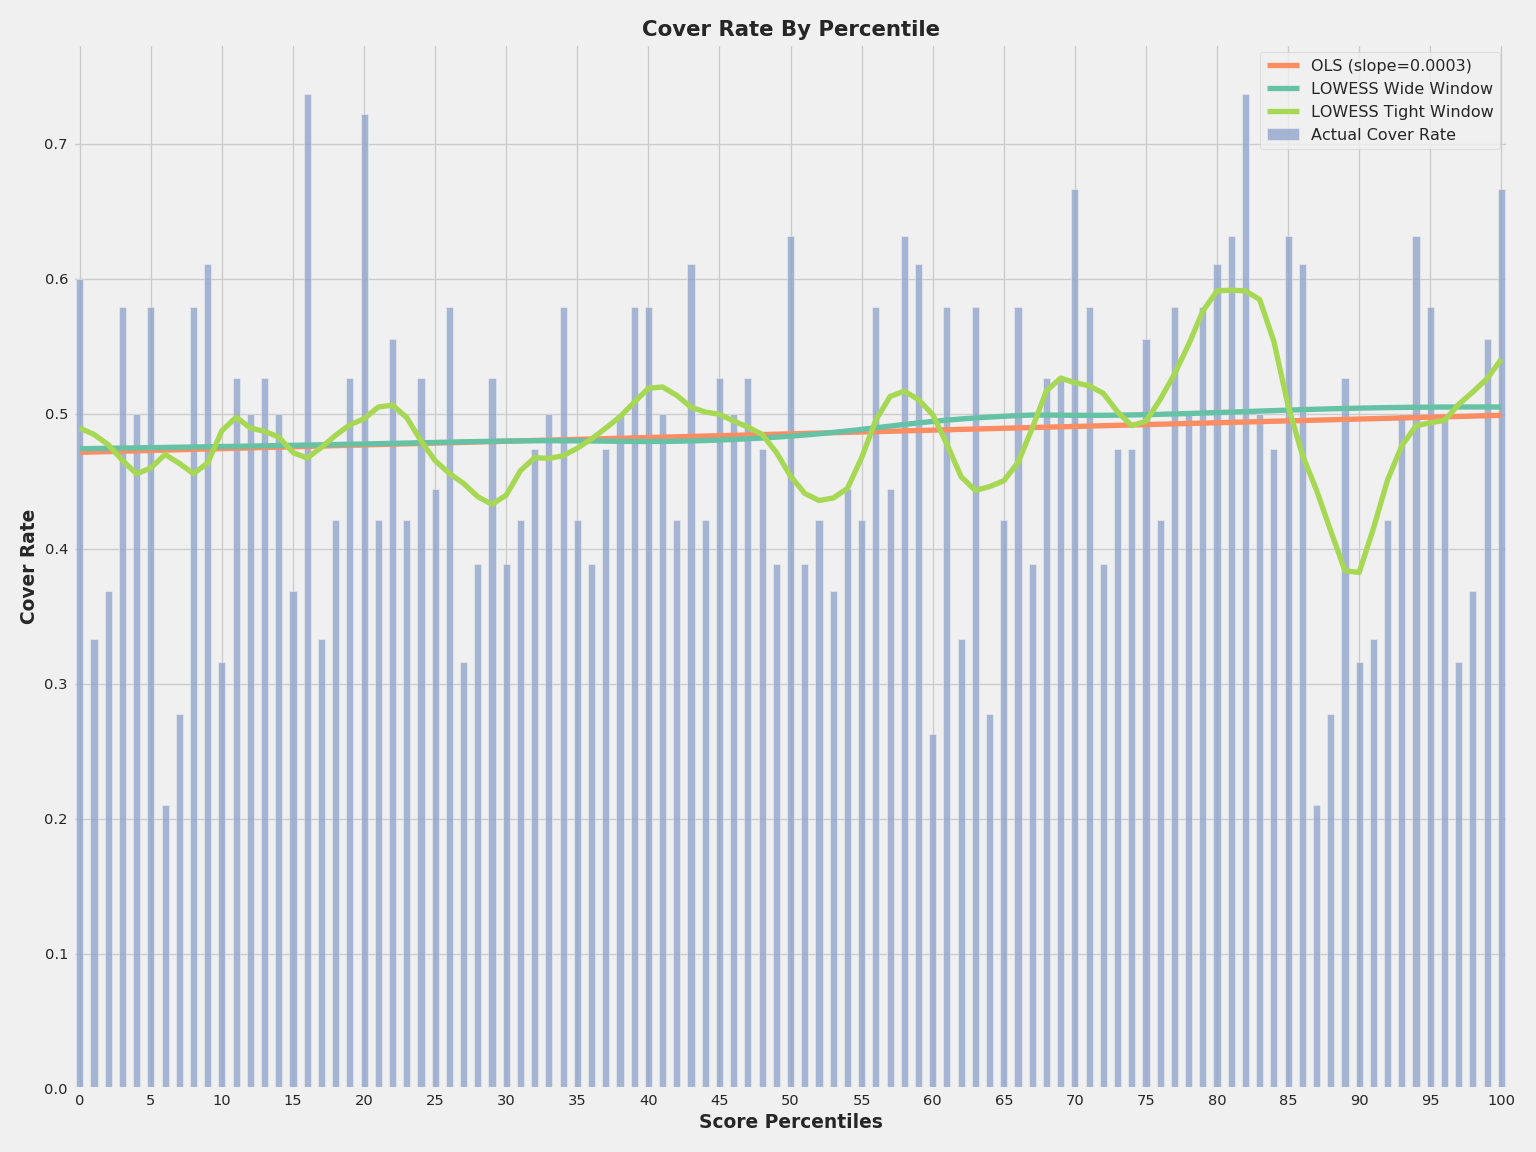 Cover Rate By Percentile
OLS (slope=0.0003)
LOWESS Wide Window
LOWESS Tight Window
Actual Cover Rate
0.7
0.6
0.5
0.4
0.3
0.2
0.1
0.0
Cover Rate
0 5 10 15 20 25 30 35 40 45 50 55 60 65 70 75 80 85 90 95 100
Score Percentiles